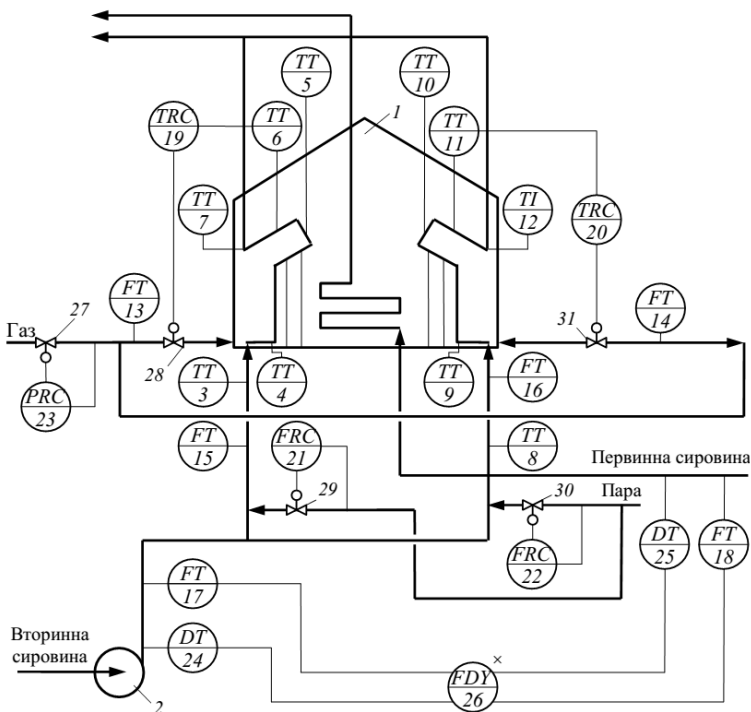 TT
5
TT
10
TRC
19
TT
6
1
TT
11
TT
7
TI
12
TRC
20
FT
13
27
Газ
28
31
FT
14
PRC
23
TT
3
TT
4
TT
9
FT
16
FT
15
FRC
21
TT
8
Первинна сировина
29
30
Пара
FRC
22
DT
25
FT
18
FT
17
Вторинна
сировина
DT
24
×
FDY
26
2